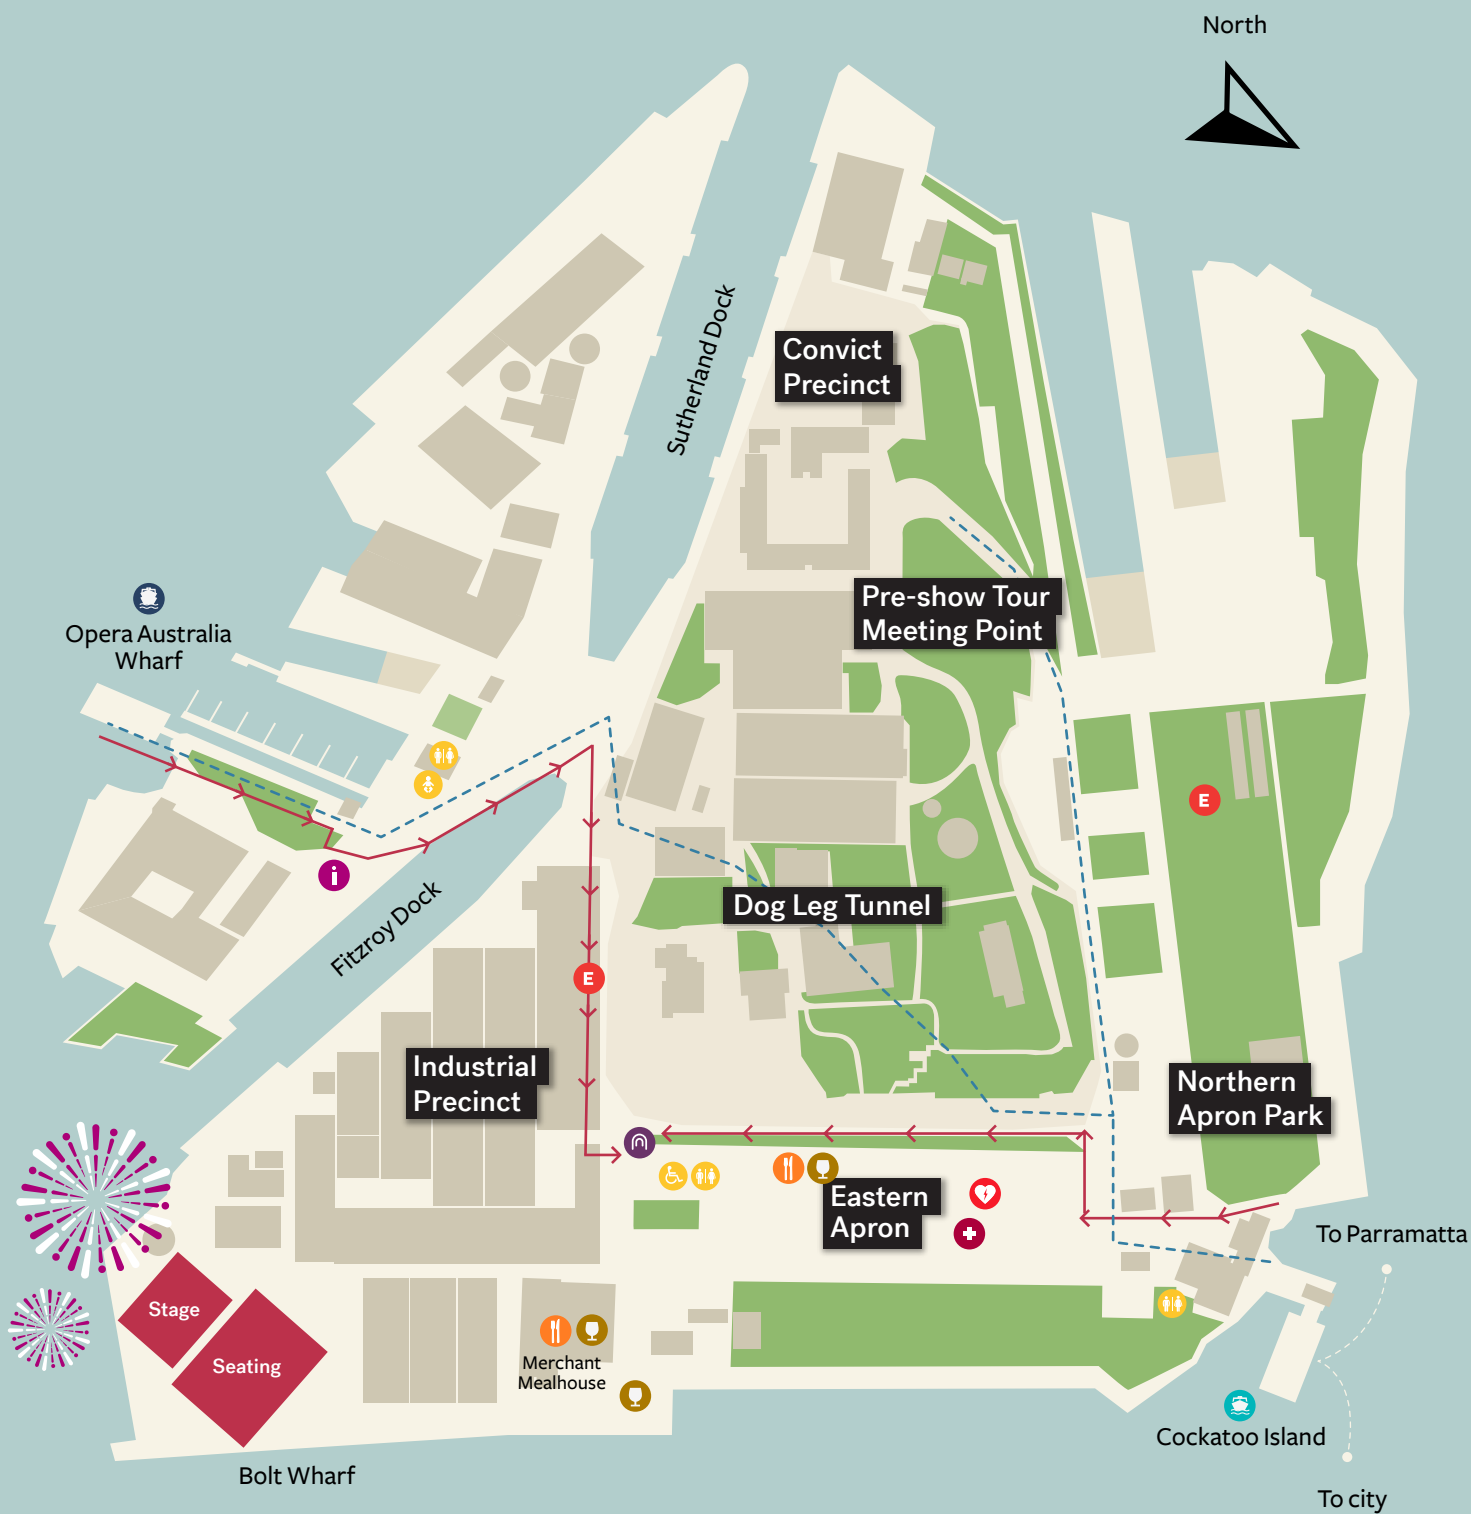 North
Sutherland Dock
Convict
Precinct
Pre-show Tour
Meeting Point
Opera Australia
Wharf
E
i
Dog Leg Tunnel
Fitzroy Dock
E
Industrial
Precinct
Northern
Apron Park
Eastern
Apron
To Parramatta
Stage
Seating
Merchant
Mealhouse
Cockatoo Island
Bolt Wharf
To city